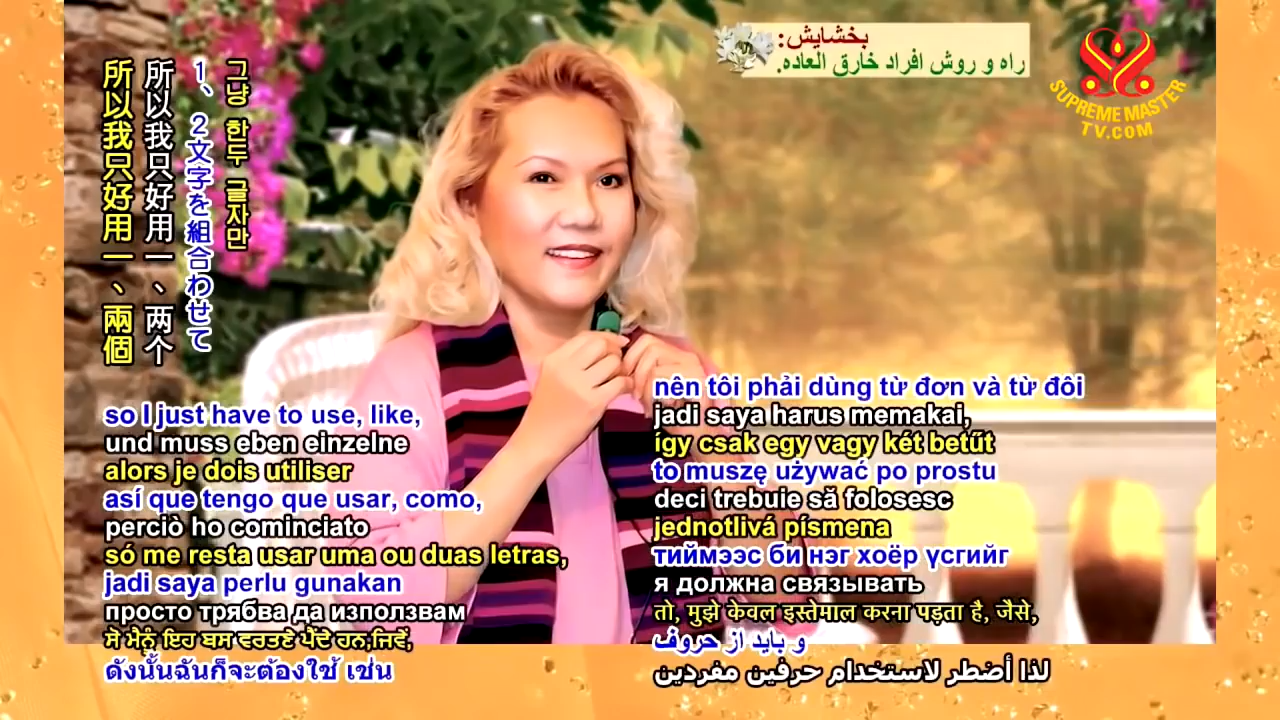 بخشایش:
راه و روش افراد خارق العاده.
SUPREME MASTER
TV.COM
所以我只好用一、兩個
所以我只好用一、两个
1、2文字を組合わせて
그냥 한두 글자만
so I just have to use, like,
und muss eben einzelne
alors je dois utiliser
así que tengo que usar, como,
perciò ho cominciato
só me resta usar uma ou duas letras,
jadi saya perlu gunakan
просто трябва да използвам
ਸੋ ਮੈਨੂੰ ਇਹ ਬਸ ਵਰਤਣੇ ਪੈਂਦੇ ਹਨ,ਜਿਵੇਂ,
ดังนั้นฉันก็จะต้องใช้ เช่น
nên tôi phải dùng từ đơn và từ đôi
jadi saya harus memakai,
így csak egy vagy két betűt
to muszę używać po prostu
deci trebuie să folosesc
jednotlivá písmena
тиймээс би нэг хоёр үсгийг
я должна связывать
तो, मुझे केवल इस्तेमाल करना पड़ता है, जैसे,
و باید از حروف
لذا أضطر لاستخدام حرفين مفردين